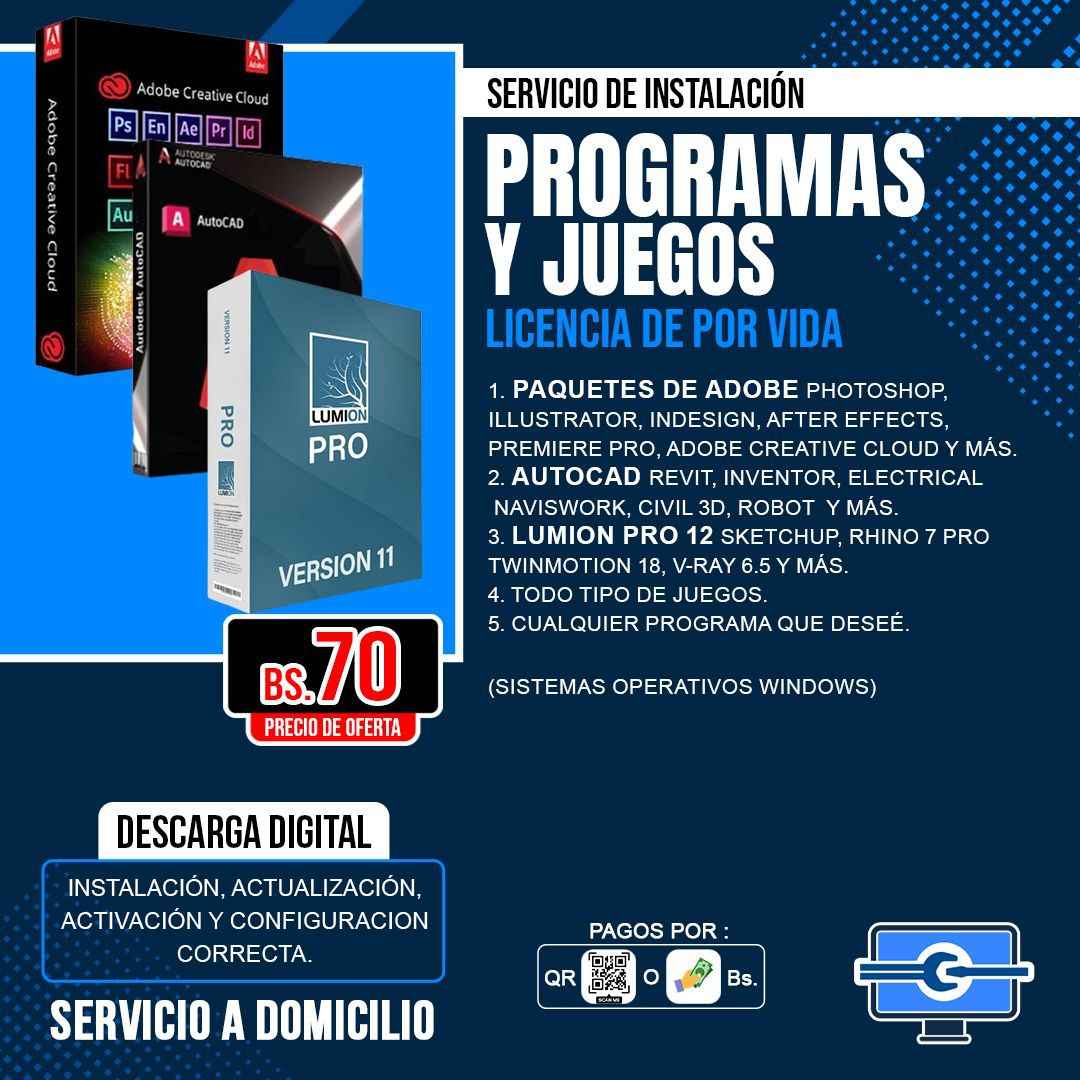 Adobe
Adobe
Adobe Creative Cloud
Ps En Ae Pr Id
Fl
Au
Adobe Creative Cloud
AUTODESK
AUTOCAD
A AutoCAD
Autodesk AutoCAD
VERSION 11
PRO
LUMION
LUMION
PRO
VERSION 11
BS.70
PRECIO DE OFERTA
SERVICIO DE INSTALACIÓN
PROGRAMAS
Y JUEGOS
LICENCIA DE POR VIDA
1. PAQUETES DE ADOBE PHOTOSHOP,
ILLUSTRATOR, INDESIGN, AFTER EFFECTS,
PREMIERE PRO, ADOBE CREATIVE CLOUD Y MÁS.
2. AUTOCAD REVIT, INVENTOR, ELECTRICAL
NAVISWORK, CIVIL 3D, ROBOT Y MÁS.
3. LUMION PRO 12 SKETCHUP, RHINO 7 PRO
TWINMOTION 18, V-RAY 6.5 Y MÁS.
4. TODO TIPO DE JUEGOS.
5. CUALQUIER PROGRAMA QUE DESEÉ.
(SISTEMAS OPERATIVOS WINDOWS)
DESCARGA DIGITAL
INSTALACIÓN, ACTUALIZACIÓN,
ACTIVACIÓN Y CONFIGURACION
CORRECTA.
SERVICIO A DOMICILIO
PAGOS POR :
QR SCAN ME O Bs.
G